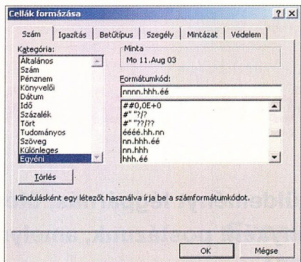 Cellák formázása
Szám Igazítás Betűtípus Szegély Mintázat Védelem
Kategória:
Általános
Szám
Pénznem
Könyvelői
Dátum
Idő
Százalék
Tört
Tudományos
Szöveg
Különleges
Egyéni
Minta
Mo 11.Aug 03
Formátumkód:
nnnn.hhh.éé
##0,0E+0
#" "?/?
#" "??/??
éééé.hh.nn
nn.hhh.éé
nn.hhh
hhh.éé
Törlés
Kiindulásként egy létezőt használva írja be a számformátumkódot.
OK Mégse